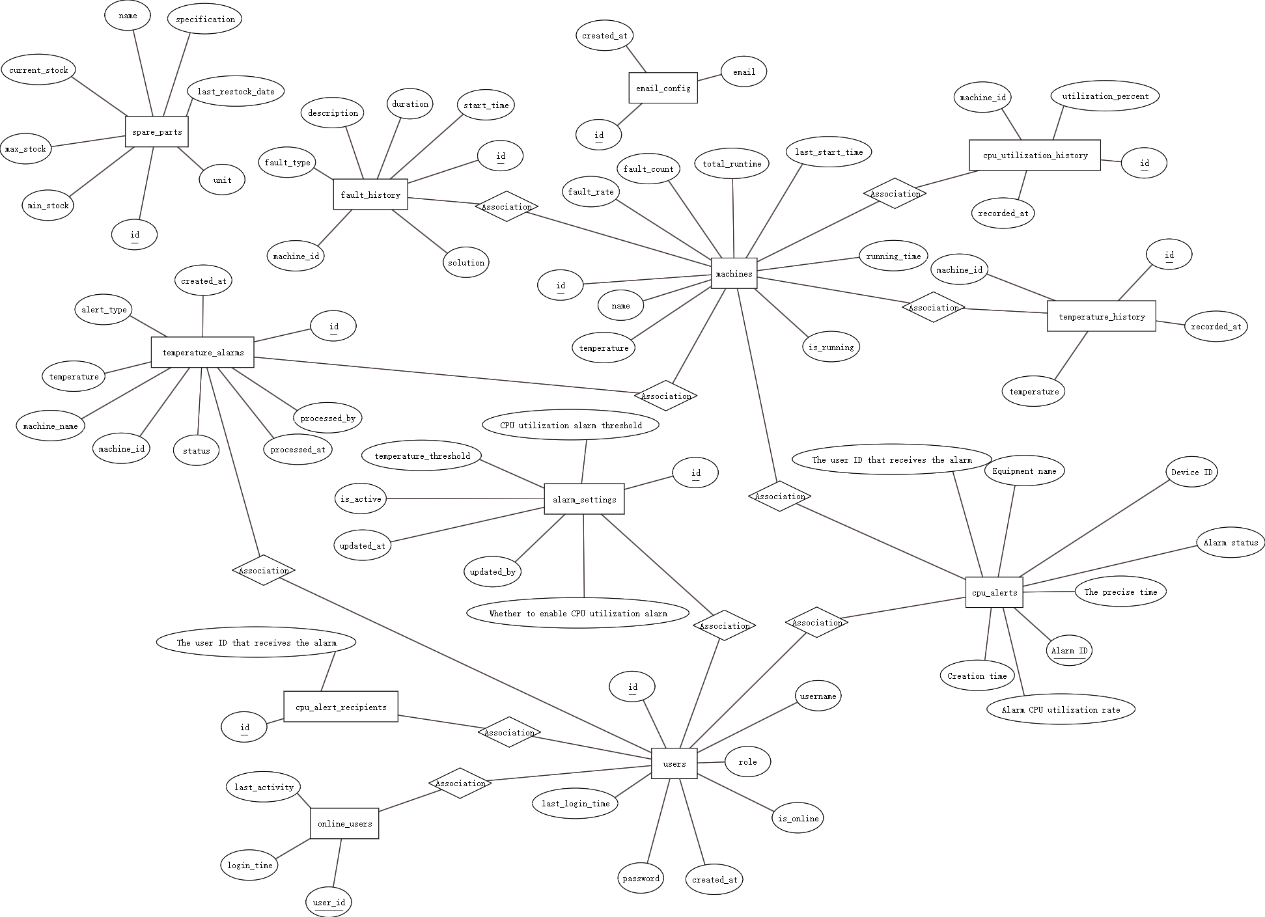 name
specification
current_stock
last_restock_date
spare_parts
max_stock
unit
min_stock
id
description
duration
start_time
fault_type
id
fault_history
machine_id
solution
Association
created_at
email
email_config
id
fault_count
total_runtime
last_start_time
fault_rate
Association
machine_id
utilization_percent
cpu_utilization_history
id
recorded_at
machines
running_time
id
name
temperature
is_running
machine_id
id
Association
temperature_history
recorded_at
temperature
created_at
alert_type
id
temperature_alarms
temperature
machine_name
machine_id
status
processed_at
processed_by
Association
CPU utilization alarm threshold
temperature_threshold
id
is_active
alarm_settings
updated_at
updated_by
Whether to enable CPU utilization alarm
Association
Association
The user ID that receives the alarm
Equipment name
Device ID
Association
Alarm status
cpu_alerts
The precise time
Association
Alarm ID
Creation time
Alarm CPU utilization rate
The user ID that receives the alarm
cpu_alert_recipients
id
Association
id
username
users
role
last_login_time
is_online
password
created_at
Association
last_activity
online_users
login_time
user_id